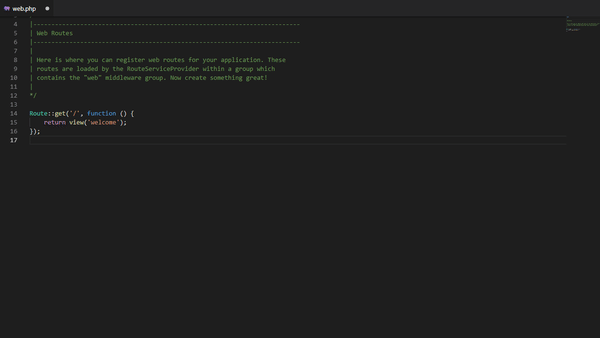 web.php
4 |--------------------------------------------------------------------------
5 | Web Routes
6 |--------------------------------------------------------------------------
7 |
8 | Here is where you can register web routes for your application. These
9 | routes are loaded by the RouteServiceProvider within a group which
10 | contains the "web" middleware group. Now create something great!
11 |
12 */
13
14 Route::get('/', function () {
15     return view('welcome');
16 });
17